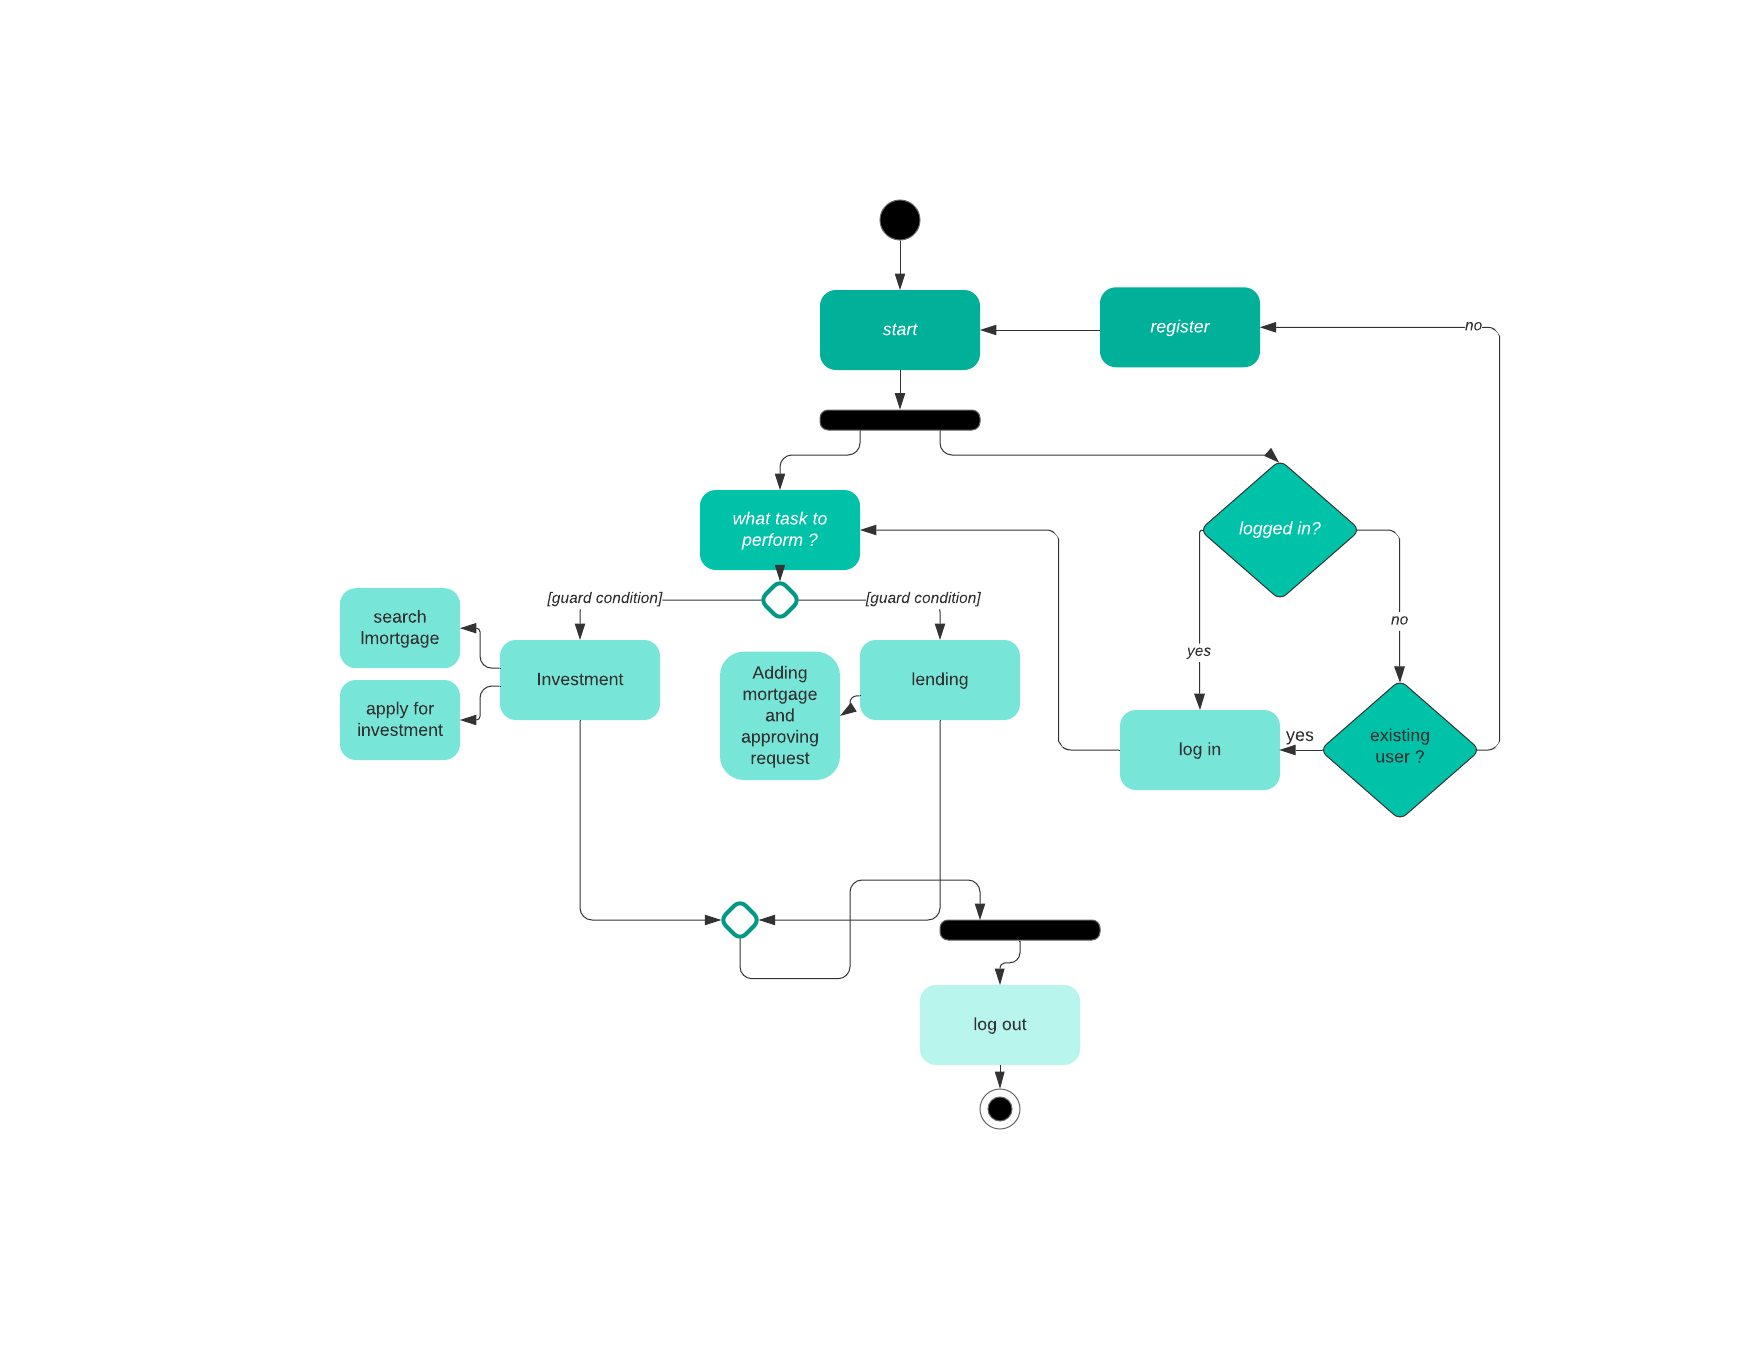 start
register
no
what task to
perform ?
logged in?
[guard condition]
[guard condition]
search
lmortgage
no
yes
Investment
Adding
mortgage
and
approving
request
lending
apply for
investment
log in
yes
existing
user ?
log out